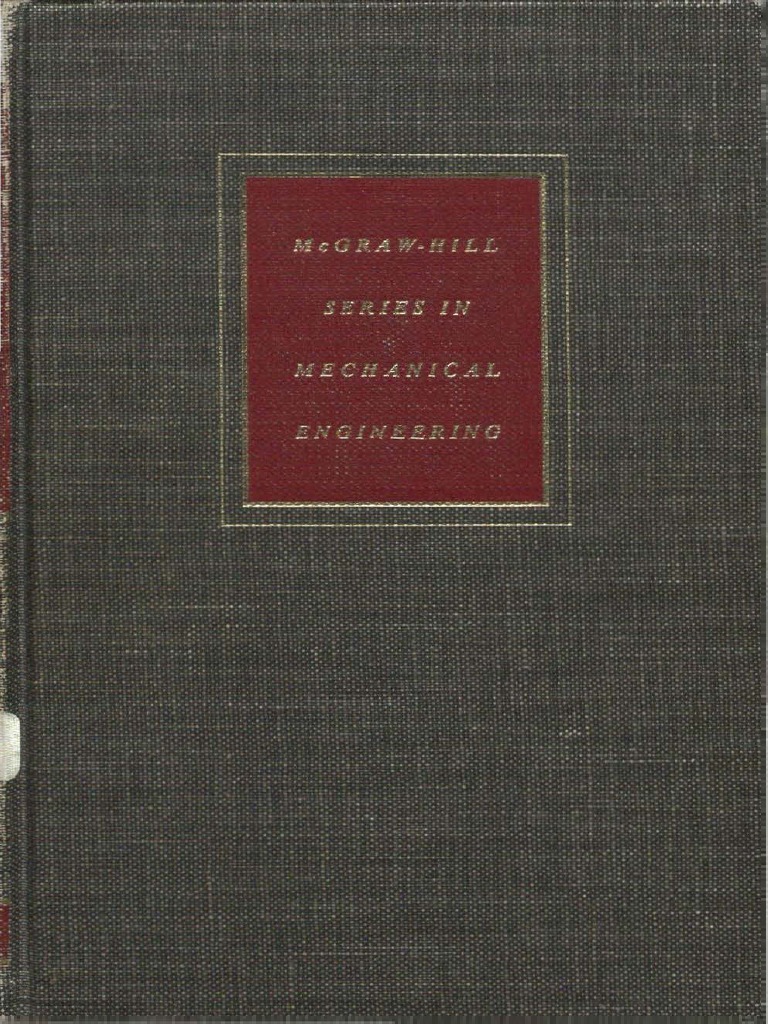 McGRAW-HILL
SERIES IN
MECHANICAL
ENGINEERING